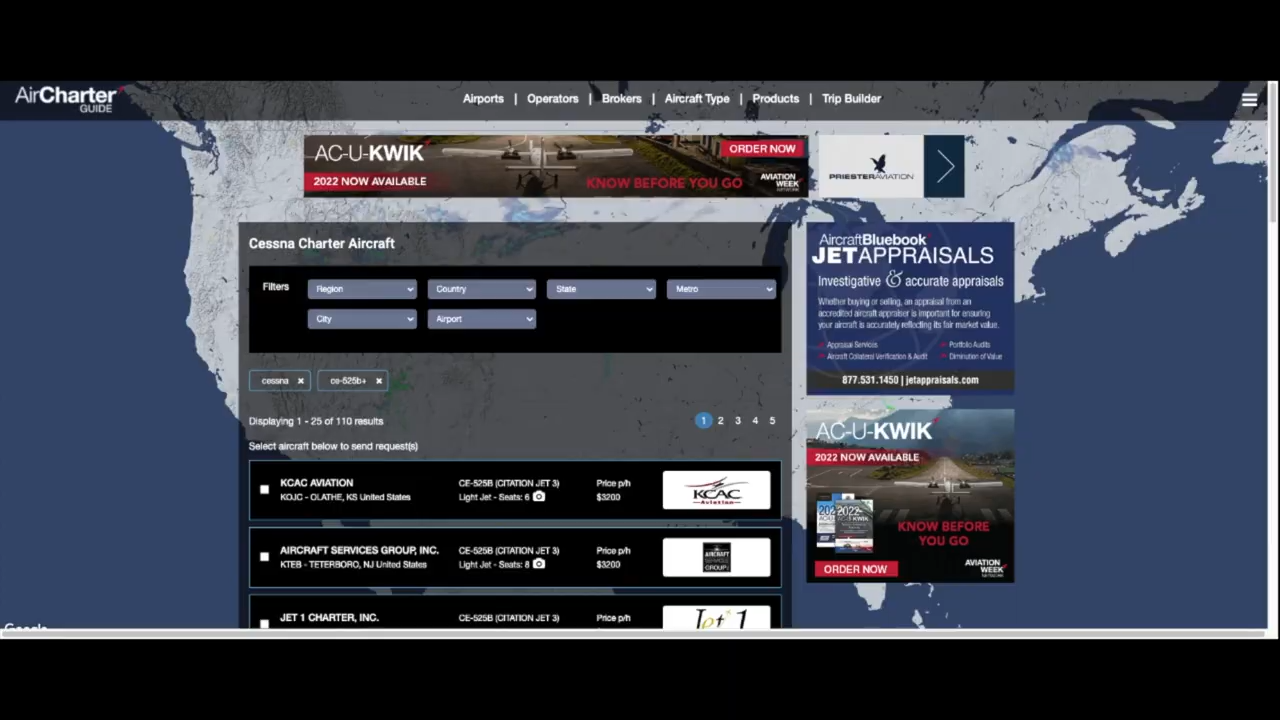 AirCharter
GUIDE
Airports | Operators | Brokers | Aircraft Type | Products | Trip Builder
AC-U-KWIK
2022 NOW AVAILABLE
ORDER NOW
KNOW BEFORE YOU GO
AVIATION
WEEK
NETWORK
PRIESTERAVIATION
Cessna Charter Aircraft
Filters
Region
Country
State
Metro
City
Airport
cessna ×
ce-525b+ ×
Displaying 1 - 25 of 110 results
1 2 3 4 5
Select aircraft below to send request(s)
KCAC AVIATION
KOJC - OLATHE, KS United States
CE-525B (CITATION JET 3)
Light Jet - Seats: 6
Price p/h
$3200
KCAC
Aviation
AIRCRAFT SERVICES GROUP, INC.
KTEB - TETERBORO, NJ United States
CE-525B (CITATION JET 3)
Light Jet - Seats: 8
Price p/h
$3200
AIRCRAFT
SERVICES
GROUP
JET 1 CHARTER, INC.
CE-525B (CITATION JET 3)
Price p/h
Jet 1
AircraftBluebook
JETAPPRAISALS
Investigative & accurate appraisals
Whether buying or selling, an appraisal from an
accredited aircraft appraiser is important for ensuring
your aircraft is accurately reflecting its fair market value.
Appraisal Services
Portfolio Audits
Aircraft Collateral Verification & Audit
Diminution of Value
877.531.1450 | jetappraisals.com
AC-U-KWIK
2022 NOW AVAILABLE
2022
KNOW BEFORE
YOU GO
ORDER NOW
AVIATION
WEEK
NETWORK
Google